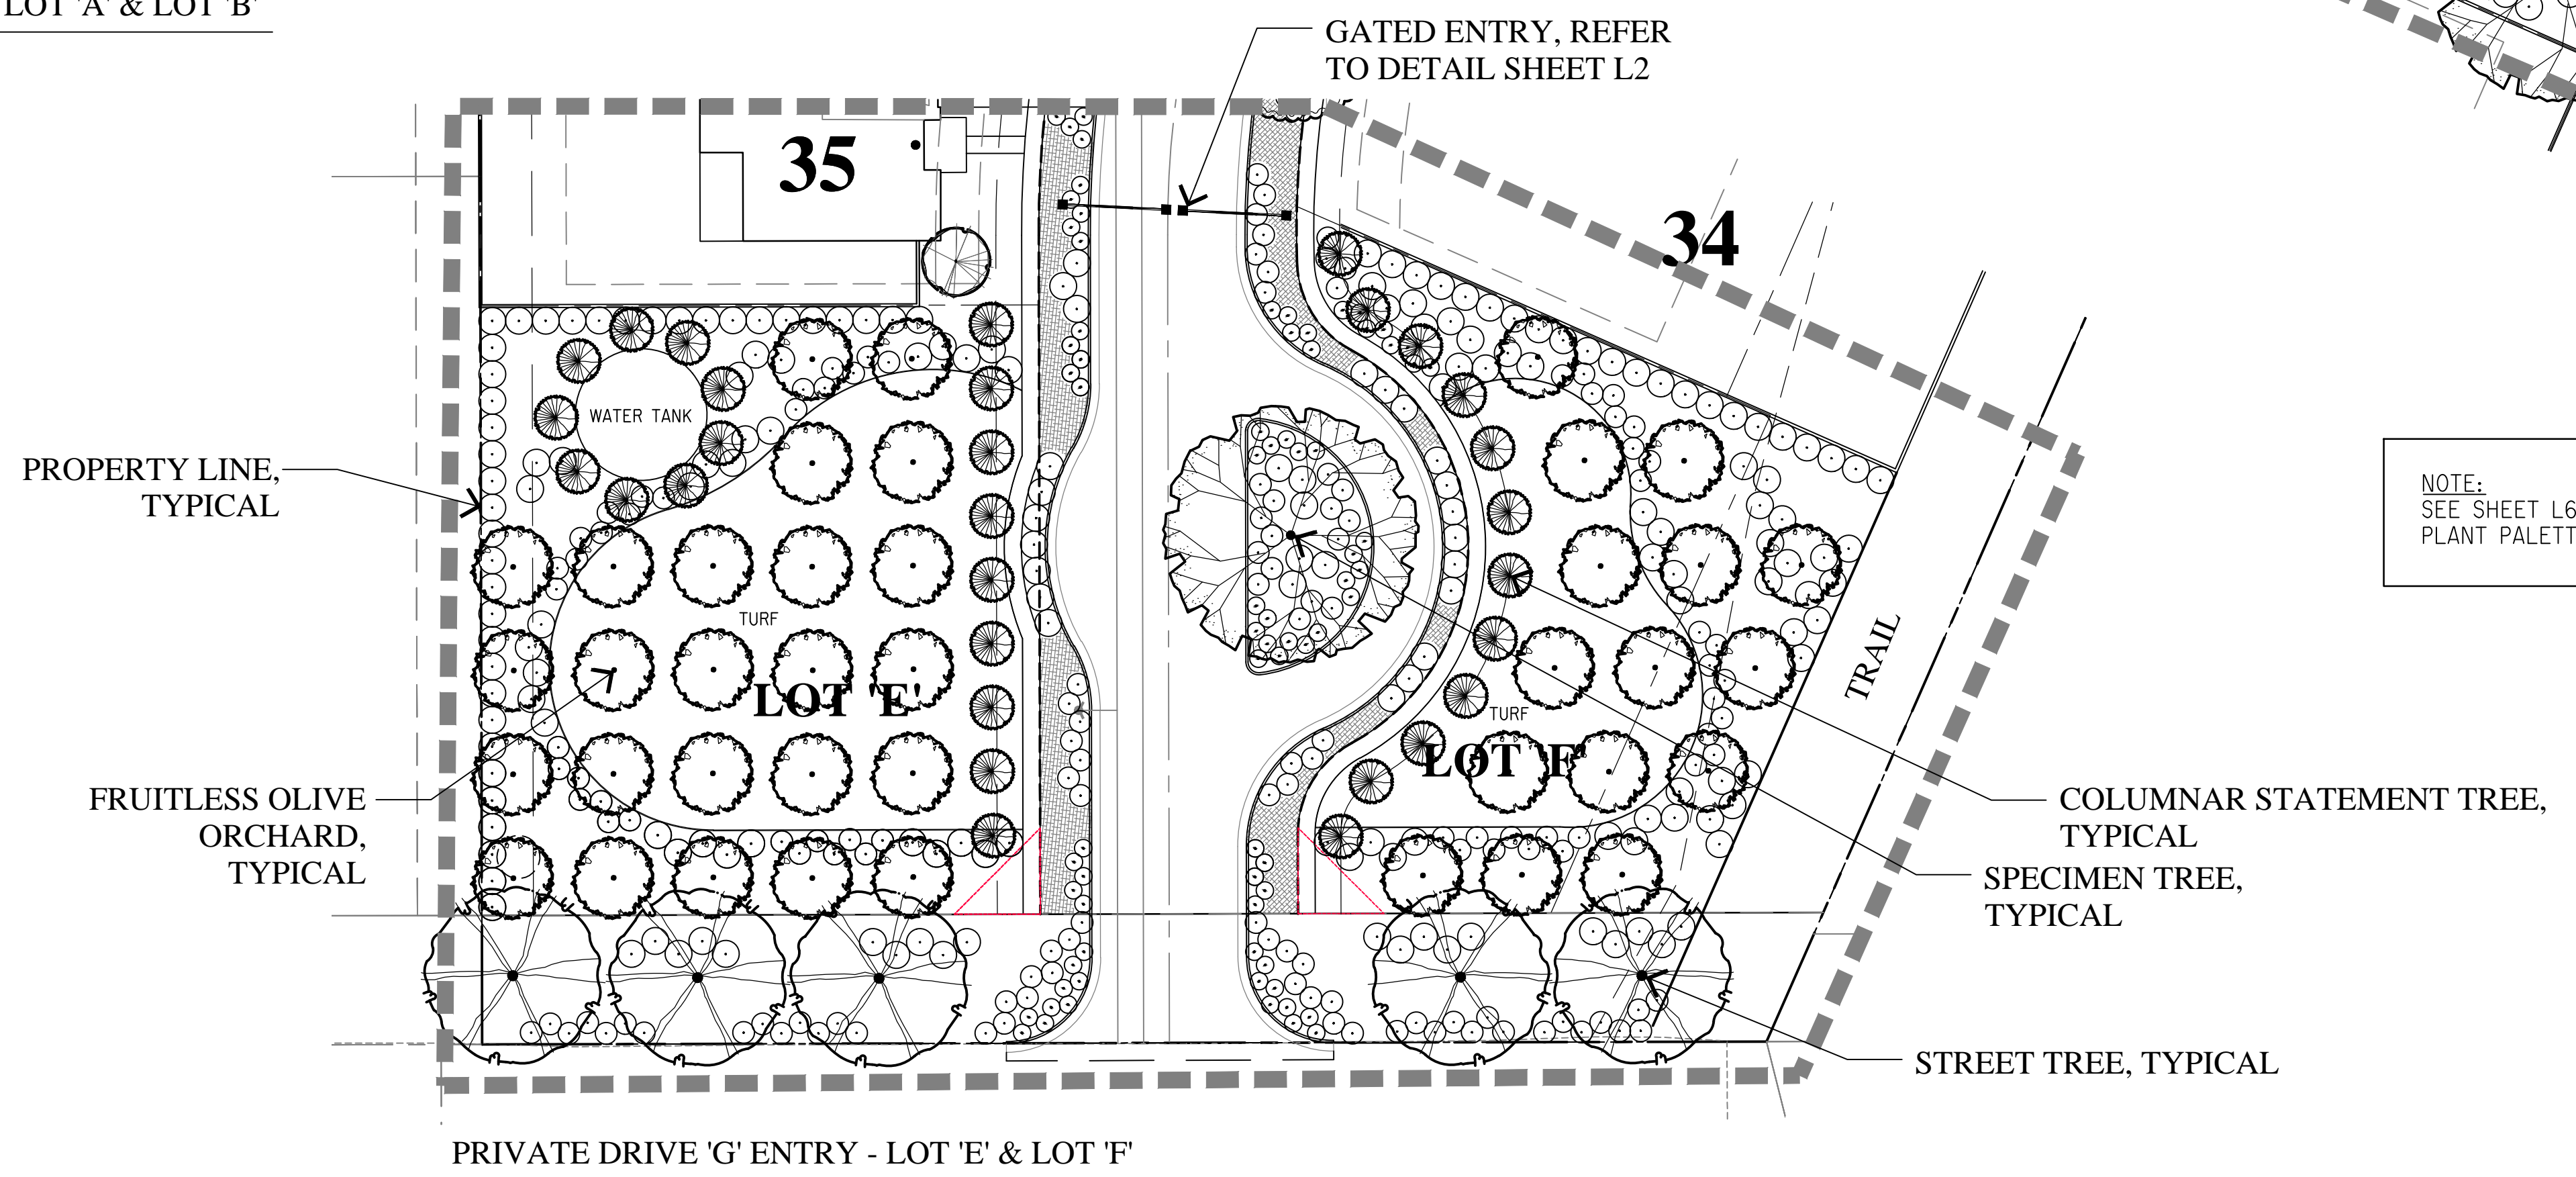 LOT 'A' & LOT 'B'
GATED ENTRY, REFER
TO DETAIL SHEET L2
35
34
WATER TANK
PROPERTY LINE,
TYPICAL
NOTE:
SEE SHEET L6
PLANT PALETT
TURF
LOT 'E'
TRAIL
TURF
LOT 'F'
FRUITLESS OLIVE
ORCHARD,
TYPICAL
COLUMNAR STATEMENT TREE,
TYPICAL
SPECIMEN TREE,
TYPICAL
STREET TREE, TYPICAL
PRIVATE DRIVE 'G' ENTRY - LOT 'E' & LOT 'F'